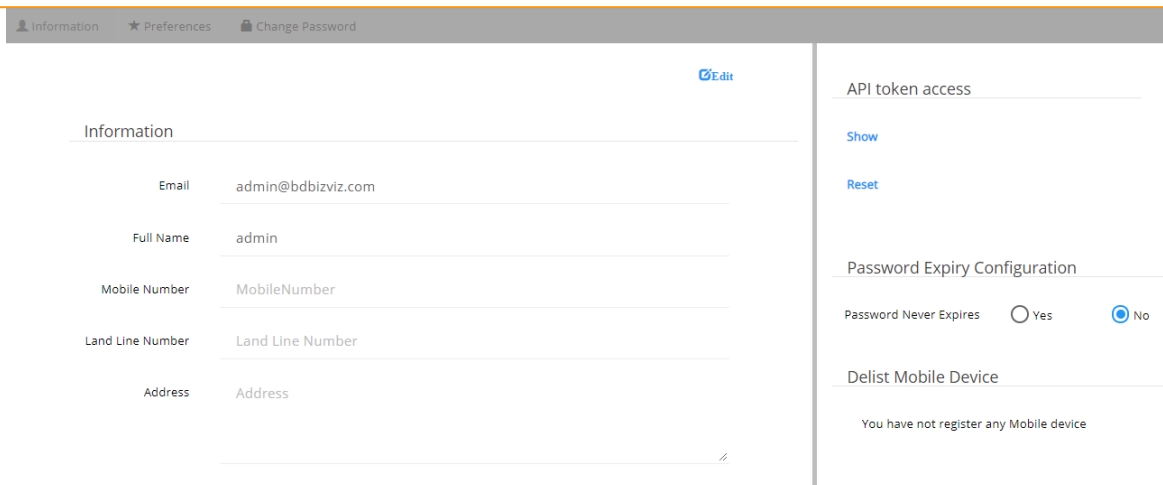 Information Preferences Change Password
Edit
Information
Email admin@bdbizviz.com
Full Name admin
Mobile Number MobileNumber
Land Line Number Land Line Number
Address Address
API token access
Show
Reset
Password Expiry Configuration
Password Never Expires Yes No
Delist Mobile Device
You have not register any Mobile device